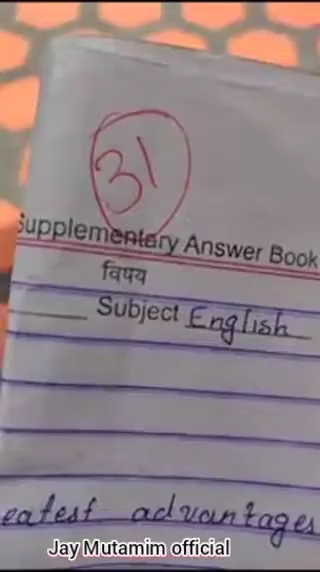 31
Supplementary Answer Book
विषय
Subject English
eatest advantages
Jay Mutamim official